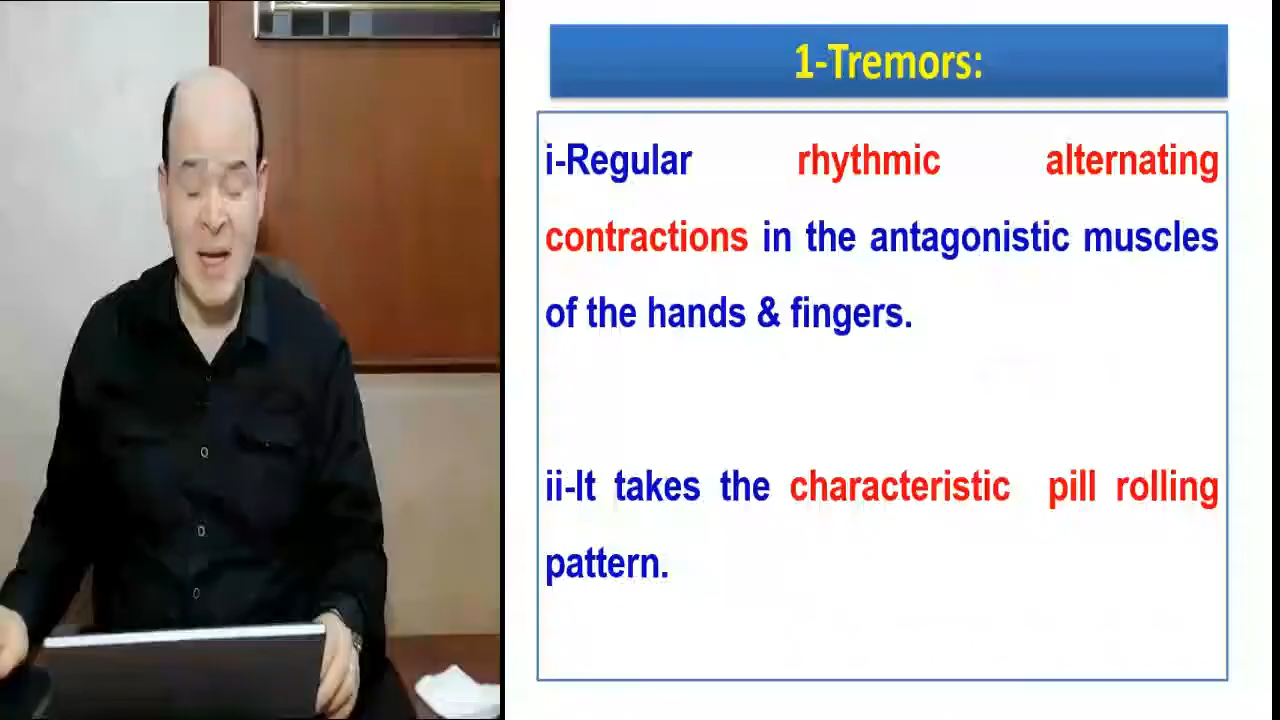 1-Tremors:
i-Regular rhythmic alternating
contractions in the antagonistic muscles
of the hands & fingers.
ii-It takes the characteristic pill rolling
pattern.